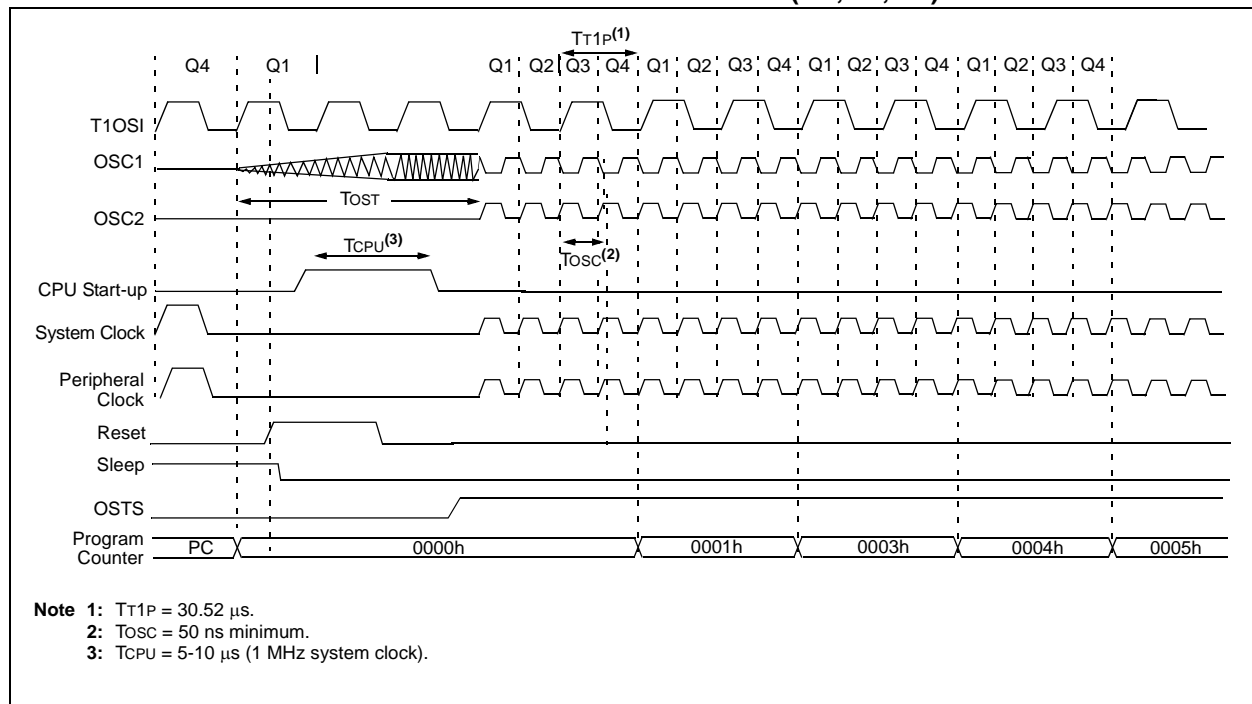 TT1P(1)
Q4 Q1 Q1 Q2 Q3 Q4 Q1 Q2 Q3 Q4 Q1 Q2 Q3 Q4 Q1 Q2 Q3 Q4
T1OSI
OSC1
TOST
OSC2
TOSC(2)
TCPU(3)
CPU Start-up
System Clock
Peripheral
Clock
Reset
Sleep
OSTS
Program
Counter
PC 0000h 0001h 0003h 0004h 0005h
Note 1: TT1P = 30.52 μs.
2: TOSC = 50 ns minimum.
3: TCPU = 5-10 μs (1 MHz system clock).